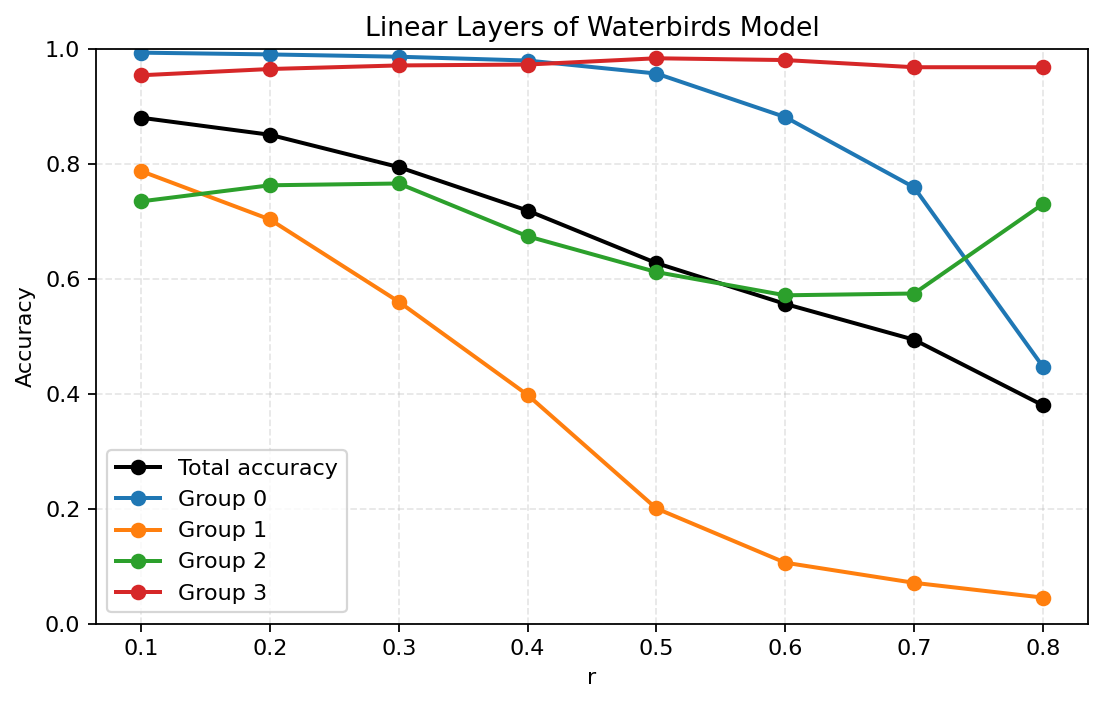 Linear Layers of Waterbirds Model
1.0
0.8
0.6
0.4
0.2
0.0
Accuracy
Total accuracy
Group 0
Group 1
Group 2
Group 3
0.1 0.2 0.3 0.4 0.5 0.6 0.7 0.8
r